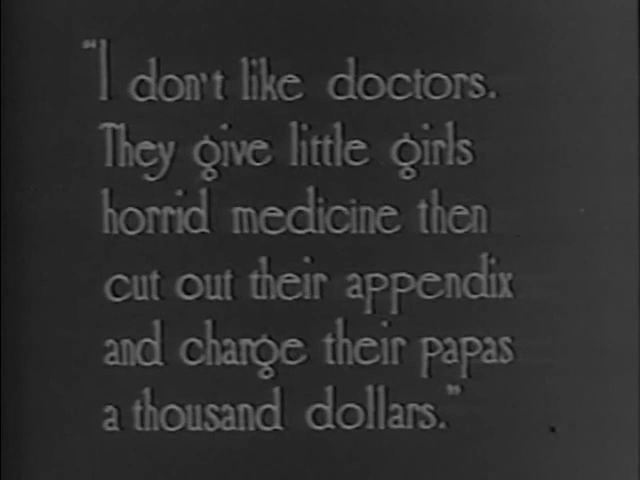 "I don't like doctors.
They give little girls
horrid medicine then
cut out their appendix
and charge their papas
a thousand dollars."